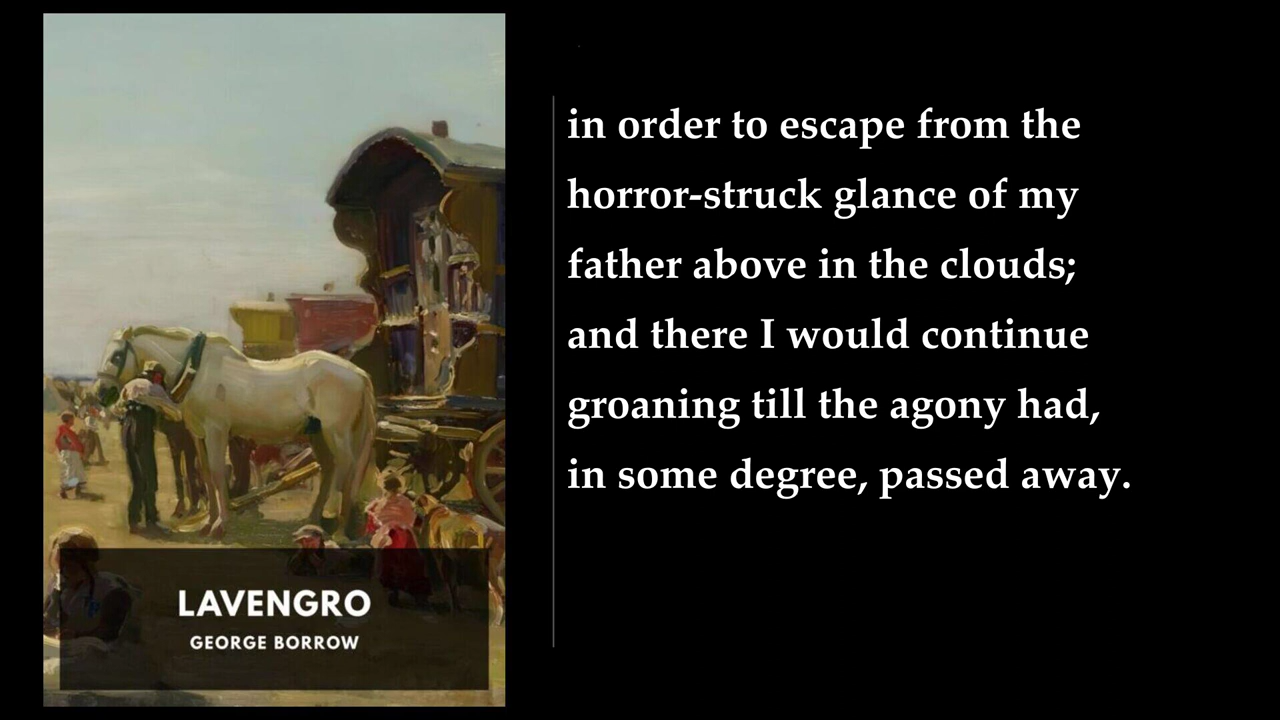 LAVENGRO
GEORGE BORROW
in order to escape from the
horror-struck glance of my
father above in the clouds;
and there I would continue
groaning till the agony had,
in some degree, passed away.